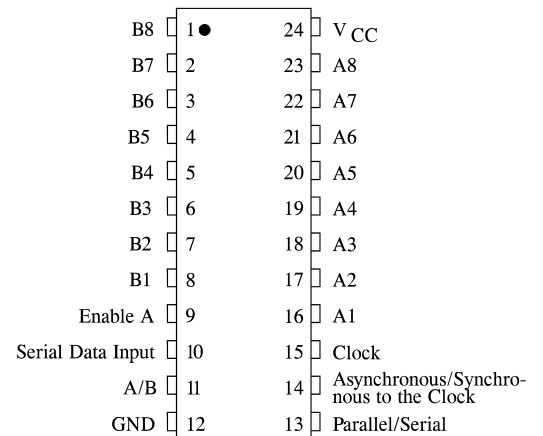 B8 1 24 V CC
B7 2 23 A8
B6 3 22 A7
B5 4 21 A6
B4 5 20 A5
B3 6 19 A4
B2 7 18 A3
B1 8 17 A2
Enable A 9 16 A1
Serial Data Input 10 15 Clock
A/B 11 14 Asynchronous/Synchro-
nous to the Clock
GND 12 13 Parallel/Serial